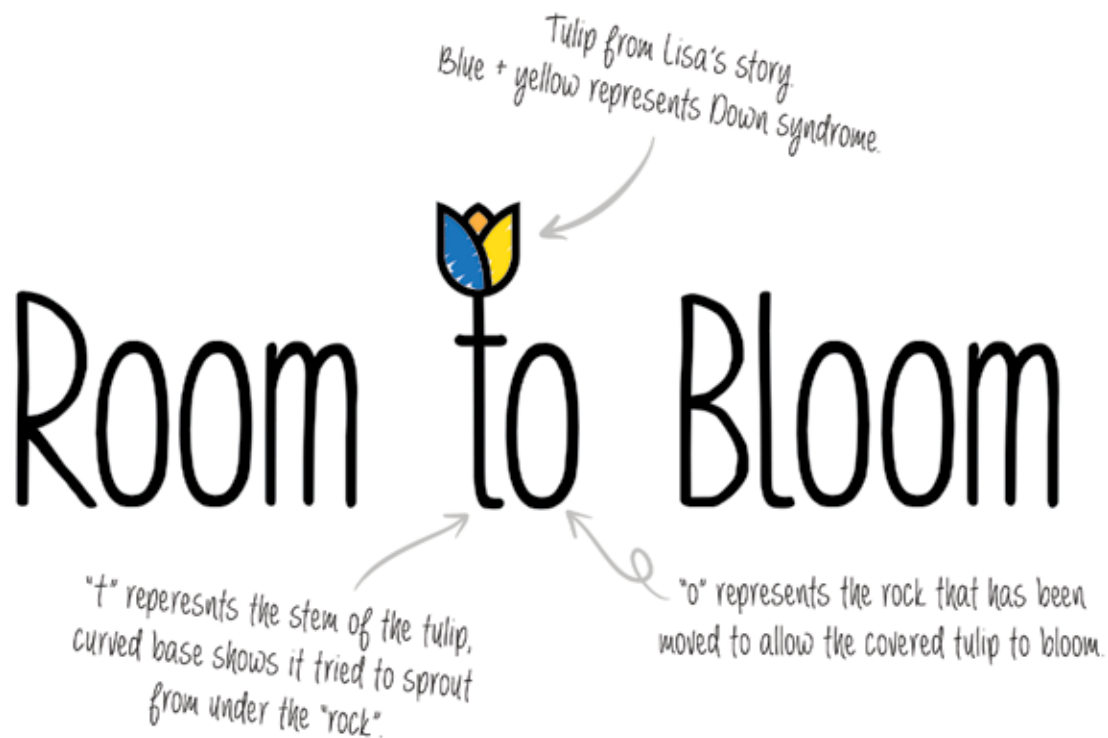 Tulip from Lisa's story.
Blue + yellow represents Down syndrome.
Room to Bloom
"t" reperesnts the stem of the tulip,
curved base shows it tried to sprout
from under the "rock".
"o" represents the rock that has been
moved to allow the covered tulip to bloom.